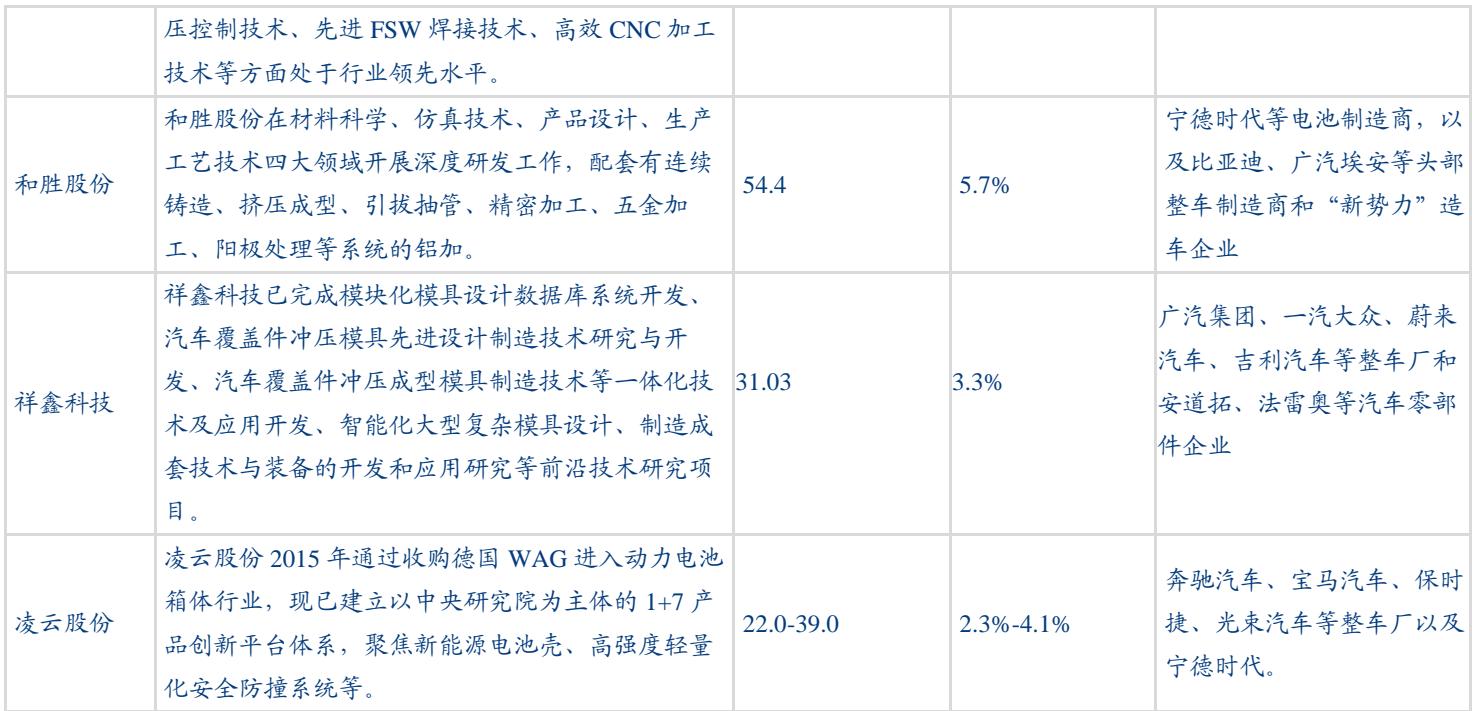 压控制技术、先进 FSW 焊接技术、高效 CNC 加工
技术等方面处于行业领先水平。
和胜股份
和胜股份在材料科学、仿真技术、产品设计、生产
工艺技术四大领域开展深度研发工作，配套有连续
铸造、挤压成型、引拔抽管、精密加工、五金加
工、阳极处理等系统的铝加。
54.4
5.7%
宁德时代等电池制造商，以
及比亚迪、广汽埃安等头部
整车制造商和“新势力”造
车企业
祥鑫科技
祥鑫科技已完成模块化模具设计数据库系统开发、
汽车覆盖件冲压模具先进设计制造技术研究与开
发、汽车覆盖件冲压成型模具制造技术等一体化技
术及应用开发、智能化大型复杂模具设计、制造成
套技术与装备的开发和应用研究等前沿技术研究项
目。
31.03
3.3%
广汽集团、一汽大众、蔚来
汽车、吉利汽车等整车厂和
安道拓、法雷奥等汽车零部
件企业
凌云股份
凌云股份 2015 年通过收购德国 WAG 进入动力电池
箱体行业，现已建立以中央研究院为主体的 1+7 产
品创新平台体系，聚焦新能源电池壳、高强度轻量
化安全防撞系统等。
22.0-39.0
2.3%-4.1%
奔驰汽车、宝马汽车、保时
捷、光束汽车等整车厂以及
宁德时代。